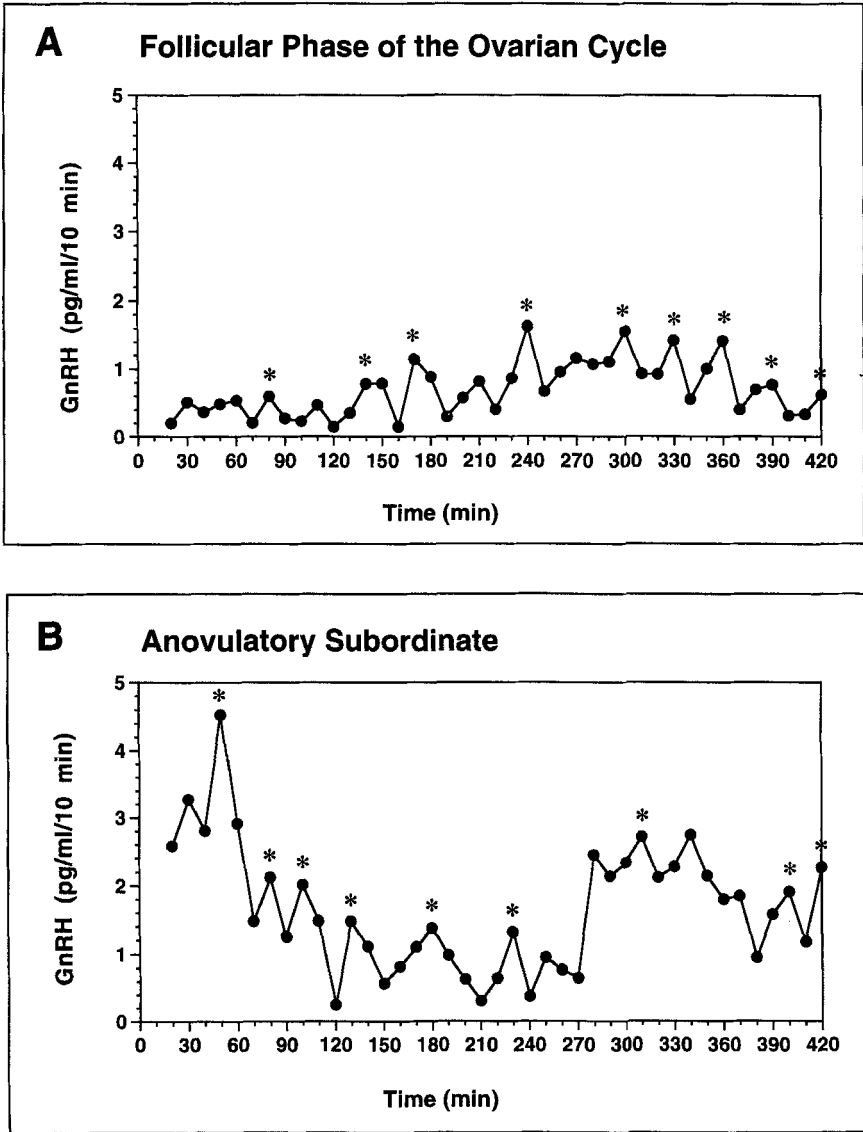 A Follicular Phase of the Ovarian Cycle
5
4
3
2
1
0
GnRH (pg/ml/10 min)
* * * * * * * * *
0 30 60 90 120 150 180 210 240 270 300 330 360 390 420
Time (min)
B Anovulatory Subordinate
5
4
3
2
1
0
GnRH (pg/ml/10 min)
* * * * * * * * *
0 30 60 90 120 150 180 210 240 270 300 330 360 390 420
Time (min)